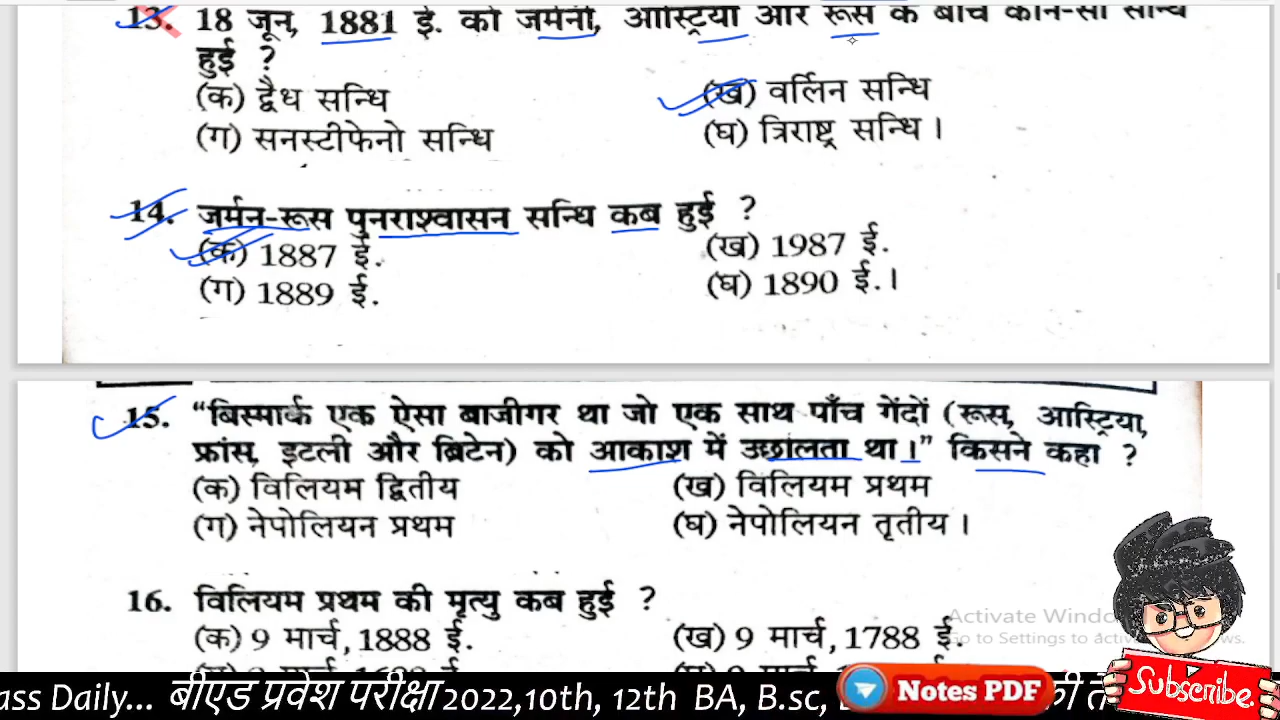 13. 18 जून, 1881 ई. को जर्मनी, आस्ट्रिया और रूस के बीच कौन-सी सन्धि
हुई ?
(क) द्वैध सन्धि (ख) वर्लिन सन्धि
(ग) सनस्टीफेनो सन्धि (घ) त्रिराष्ट्र सन्धि।
14. जर्मन-रूस पुनराश्वासन सन्धि कब हुई ?
(क) 1887 ई. (ख) 1987 ई.
(ग) 1889 ई. (घ) 1890 ई.।
15. “बिस्मार्क एक ऐसा बाजीगर था जो एक साथ पाँच गेंदों (रूस, आस्ट्रिया,
फ्रांस, इटली और ब्रिटेन) को आकाश में उछालता था।” किसने कहा ?
(क) विलियम द्वितीय (ख) विलियम प्रथम
(ग) नेपोलियन प्रथम (घ) नेपोलियन तृतीय।
16. विलियम प्रथम की मृत्यु कब हुई ?
(क) 9 मार्च, 1888 ई. (ख) 9 मार्च, 1788 ई.
Activate Windo
Go to Settings to activate Windows.
ass Daily... बीएड प्रवेश परीक्षा 2022,10th, 12th BA, B.sc,
Notes PDF
की
Subscribe.